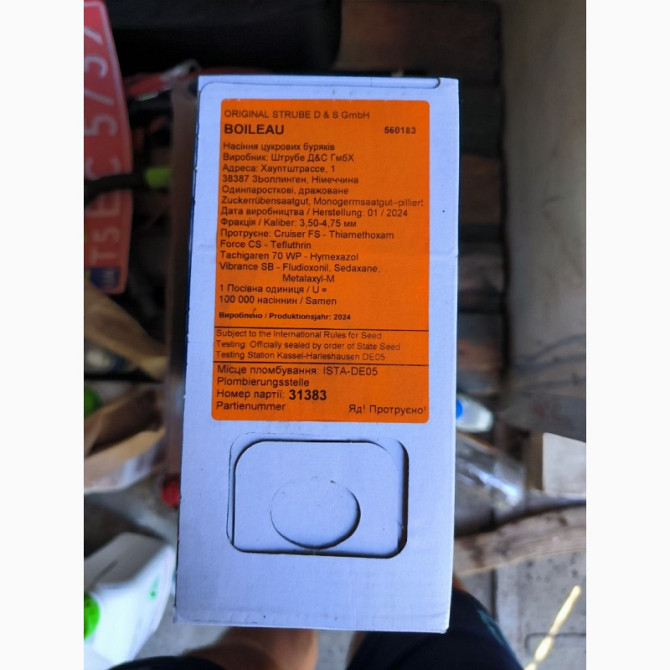 ORIGINAL STRUBE D & S GmbH
BOILEAU 560183
Насіння цукрових буряків
Виробник: Штрубе Д&С ГмбХ
Адреса: Хауптштрассе, 1
38387 Зьоллинген, Німеччина
Однипаросткові, дражоване
Zuckerrübensaatgut, Monogermsaatgut-pilliert
Дата виробництва / Herstellung: 01 / 2024
Фракція / Kaliber: 3,50-4,75 мм
Протруєне: Cruiser FS - Thiamethoxam
Force CS - Tefluthrin
Tachigaren 70 WP - Hymexazol
Vibrance SB - Fludioxonil, Sedaxane,
Metalaxyl-M
1 Посівна одиниця / U =
100 000 насіннин / Samen
Вироблено / Produktionsjahr: 2024
Subject to the International Rules for Seed
Testing: Officially sealed by order of State Seed
Testing Station Kassel-Harleshausen DE05
Місце пломбування: ISTA-DE05
Plombierungsstelle
Номер партії: 31383
Partienummer Яд! Протруєно!